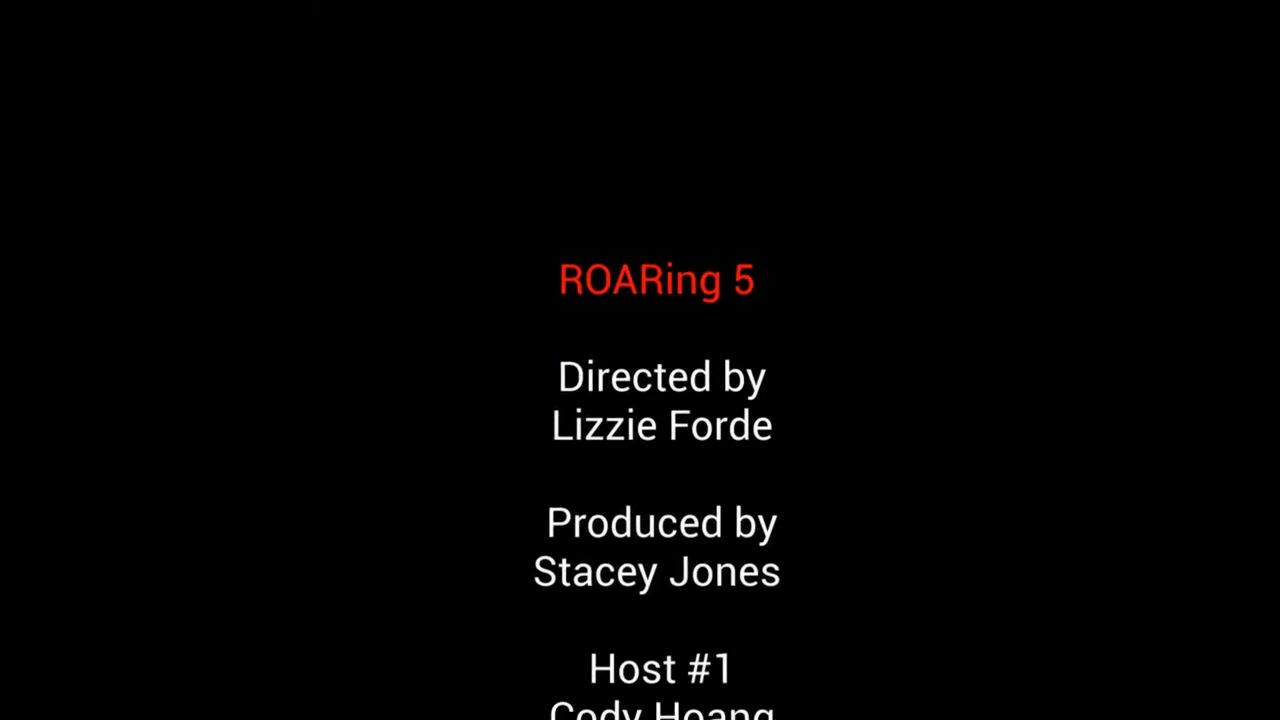 ROARing 5
Directed by
Lizzie Forde
Produced by
Stacey Jones
Host #1
Cody Hoang